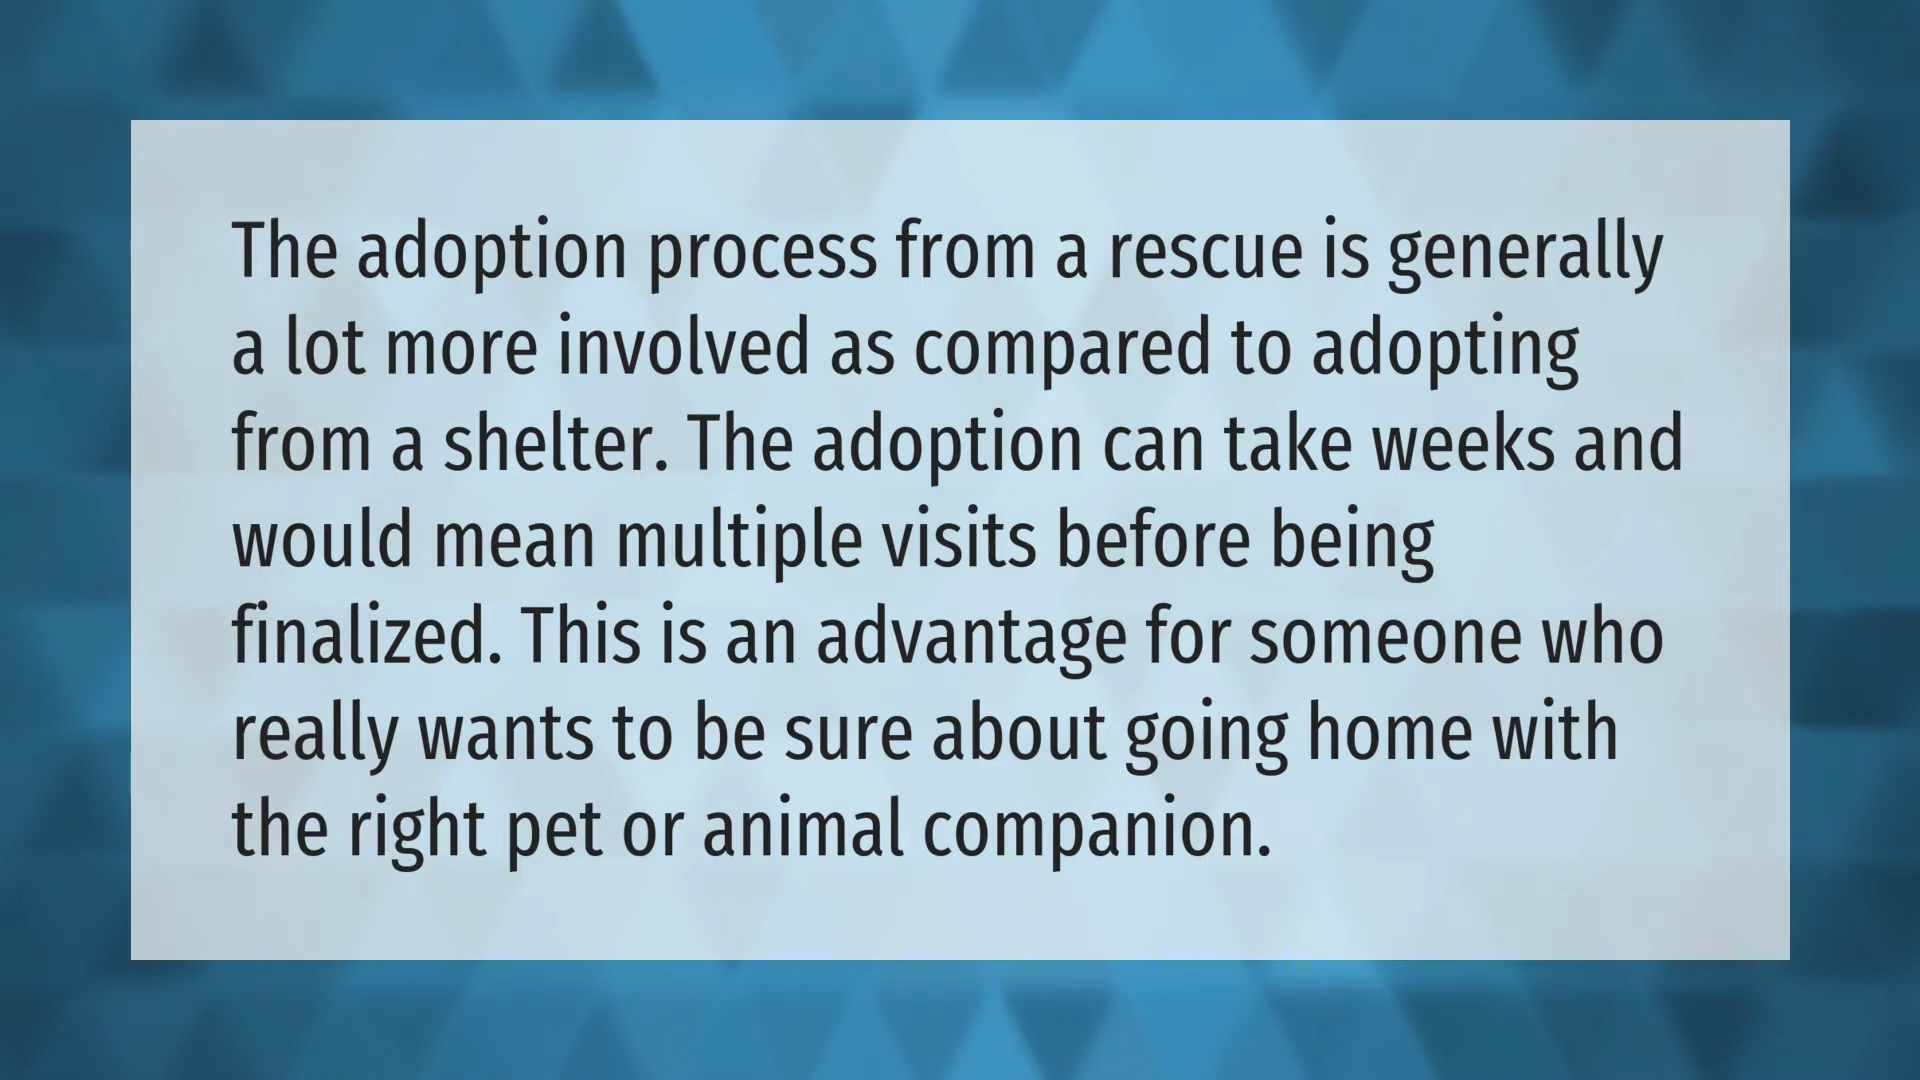 The adoption process from a rescue is generally
a lot more involved as compared to adopting
from a shelter. The adoption can take weeks and
would mean multiple visits before being
finalized. This is an advantage for someone who
really wants to be sure about going home with
the right pet or animal companion.